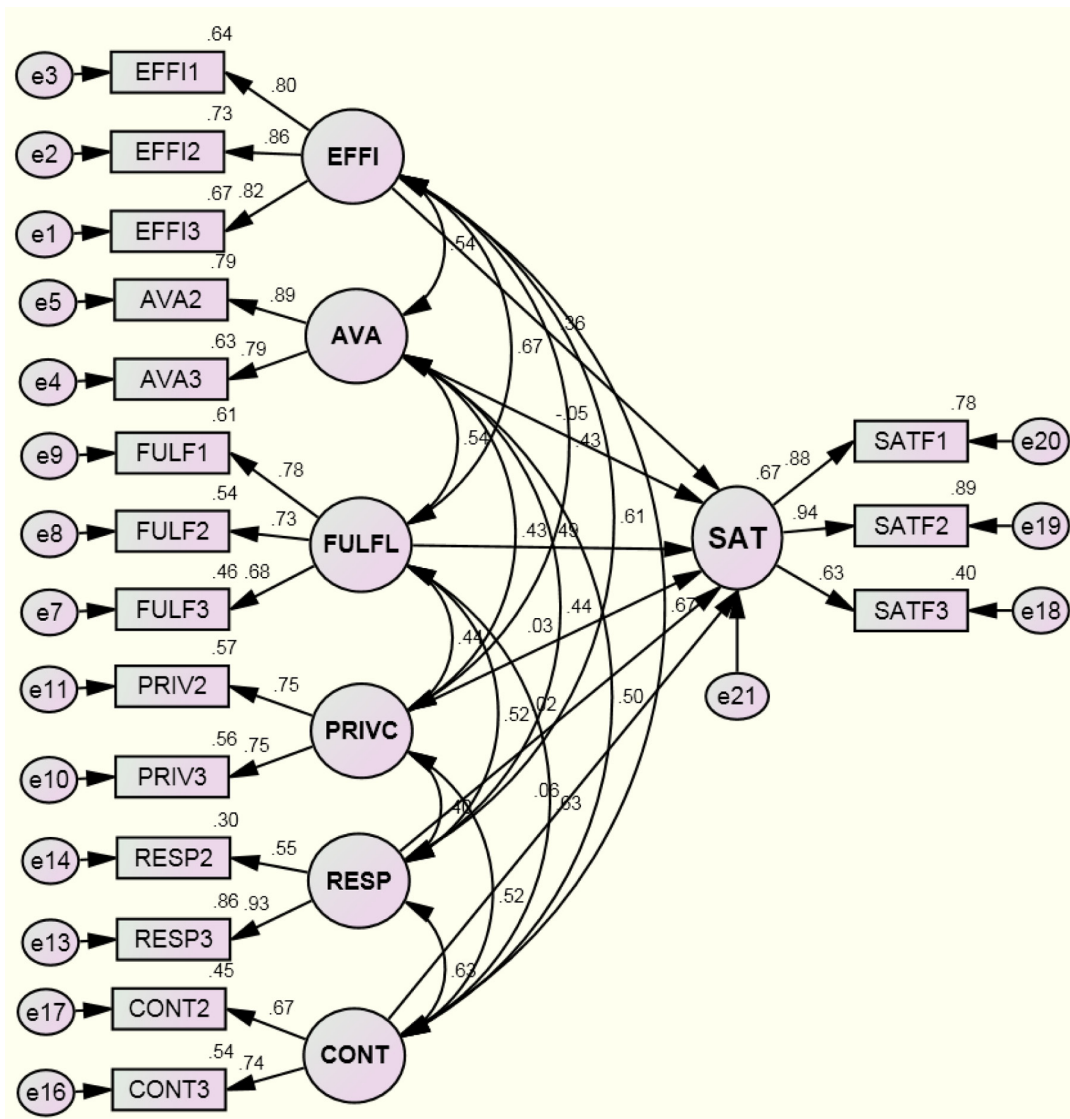 .64
e3 EFFI1
.80
.73
e2 EFFI2 .86 EFFI
.67 .82
e1 EFFI3
.54
.79
e5 AVA2 .89
AVA .36
.63 .79 .67
e4 AVA3
-.05
.61 .54 .43 .78
e9 FULF1 SATF1 e20
.78 .67 .88
.54 .89
e8 FULF2 .73 FULFL .43 .49 .61 SAT .94 SATF2 e19
.46 .68 .63 .40
e7 FULF3 .44 .67 SATF3 e18
.03
.57 .44
e11 PRIV2 .75
.50 e21
.52 .02
PRIVC
.56 .75
e10 PRIV3
.06 .63
.40
.30
e14 RESP2 .55
RESP
.86 .93 .52
e13 RESP3
.45 .63
e17 CONT2 .67
CONT
.54 .74
e16 CONT3